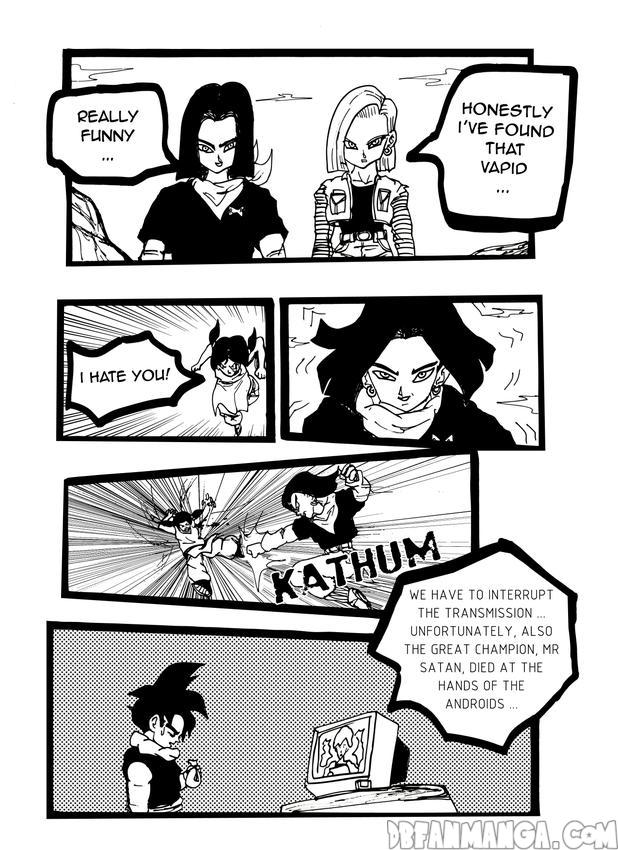 REALLY
FUNNY
...
HONESTLY
I'VE FOUND
THAT
VAPID
...
I HATE YOU!
KATHUM
WE HAVE TO INTERRUPT
THE TRANSMISSION ...
UNFORTUNATELY, ALSO
THE GREAT CHAMPION, MR
SATAN, DIED AT THE
HANDS OF THE
ANDROIDS ...
DBFANMANGA.COM